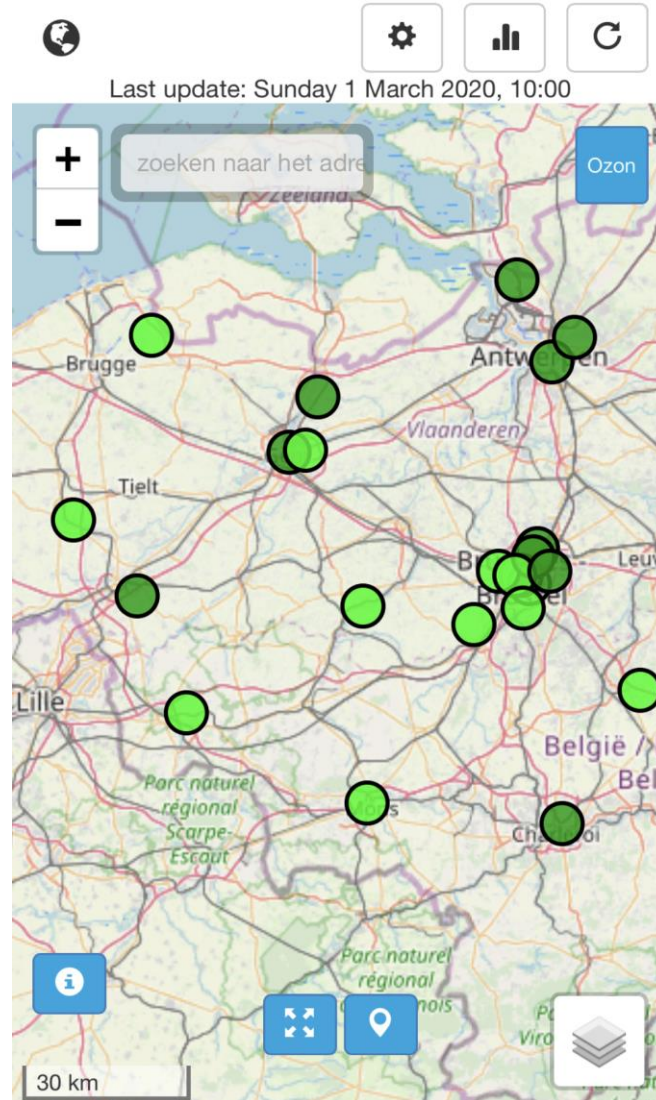 Last update: Sunday 1 March 2020, 10:00
+
zoeken naar het adre
Ozon
−
Zeeland
Brugge
Antwerpen
Vlaanderen
Tielt
Leuv
Lille
België /
Bel
Parc naturel
régional
Scarpe-
Escaut
Parc naturel
régional
30 km